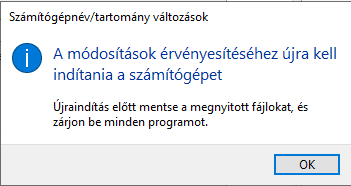 Számítógépnév/tartomány változások
A módosítások érvényesítéséhez újra kell
indítania a számítógépet
Újraindítás előtt mentse a megnyitott fájlokat, és
zárjon be minden programot.
OK